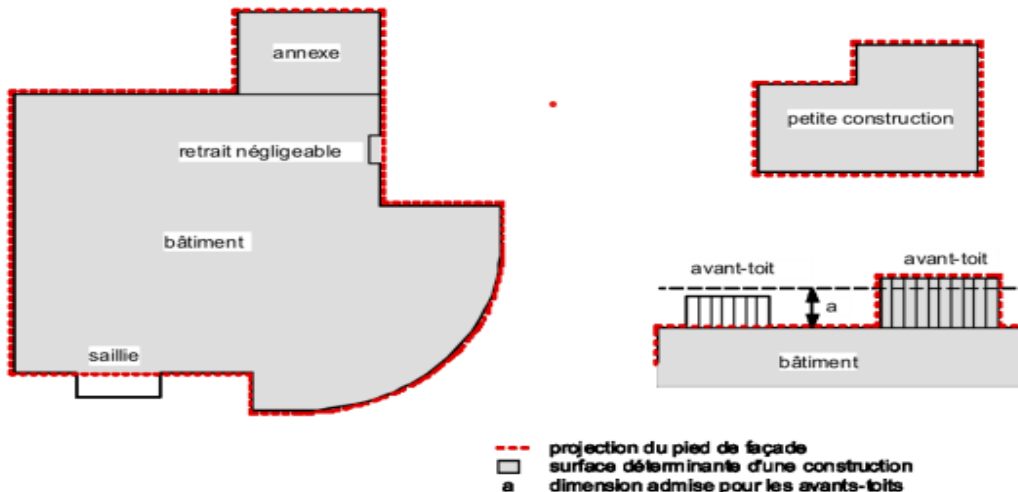 annexe
petite construction
retrait négligeable
bâtiment
avant-toit
avant-toit
a
saillie
bâtiment
projection du pied de façade
surface déterminante d'une construction
a dimension admise pour les avants-toits